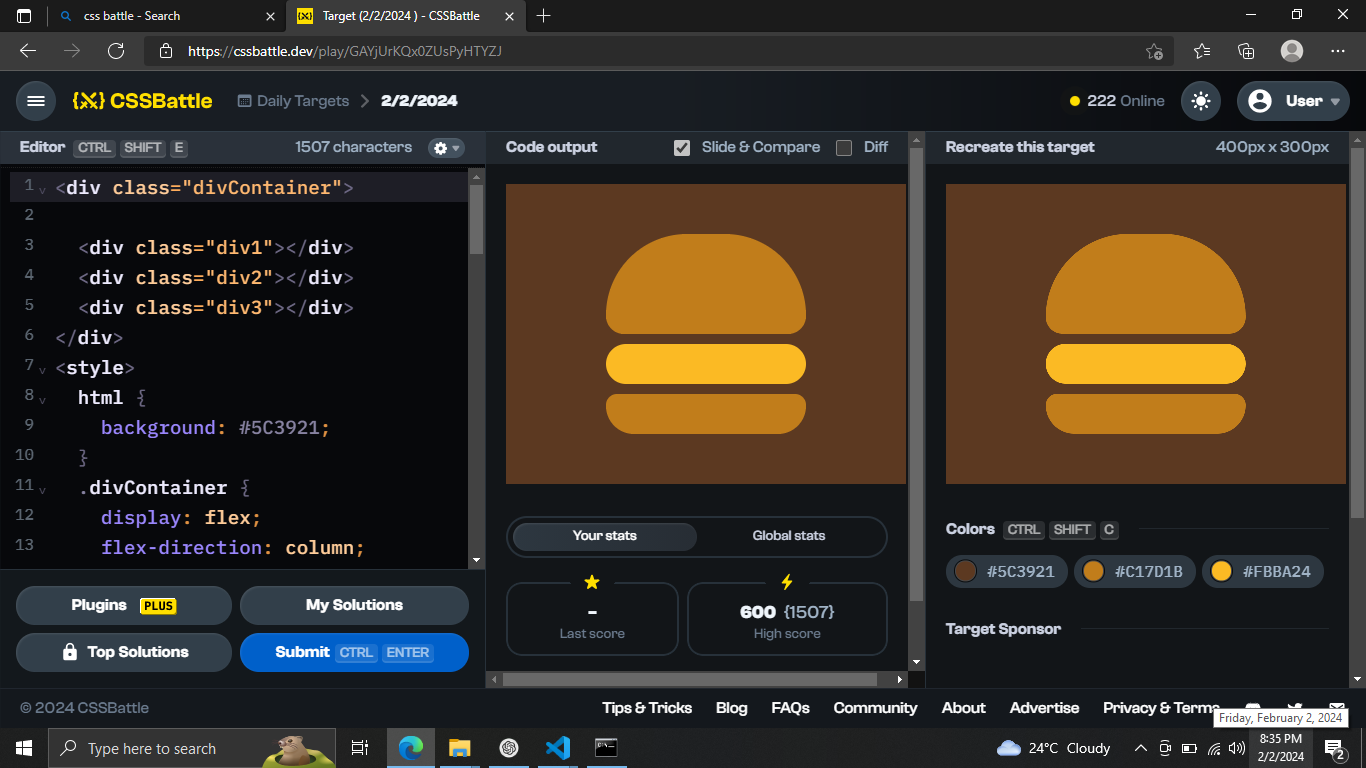 css battle - Search
Target (2/2/2024 ) - CSSBattle
https://cssbattle.dev/play/GAYjUrKQx0ZUsPyHTYZJ
{X} CSSBattle
Daily Targets
2/2/2024
222 Online
User
Editor CTRL SHIFT E
1507 characters
1 <div class="divContainer">
2
3 <div class="div1"></div>
4 <div class="div2"></div>
5 <div class="div3"></div>
6 </div>
7 <style>
8 html {
9 background: #5C3921;
10 }
11 .divContainer {
12 display: flex;
13 flex-direction: column;
Plugins PLUS
My Solutions
Top Solutions
Submit CTRL ENTER
Code output
Slide & Compare
Diff
Your stats
Global stats
-
Last score
600 {1507}
High score
Recreate this target
400px x 300px
Colors CTRL SHIFT C
#5C3921
#C17D1B
#FBBA24
Target Sponsor
© 2024 CSSBattle
Tips & Tricks
Blog
FAQs
Community
About
Advertise
Privacy & Terms
Friday, February 2, 2024
Type here to search
24°C Cloudy
8:35 PM
2/2/2024
2